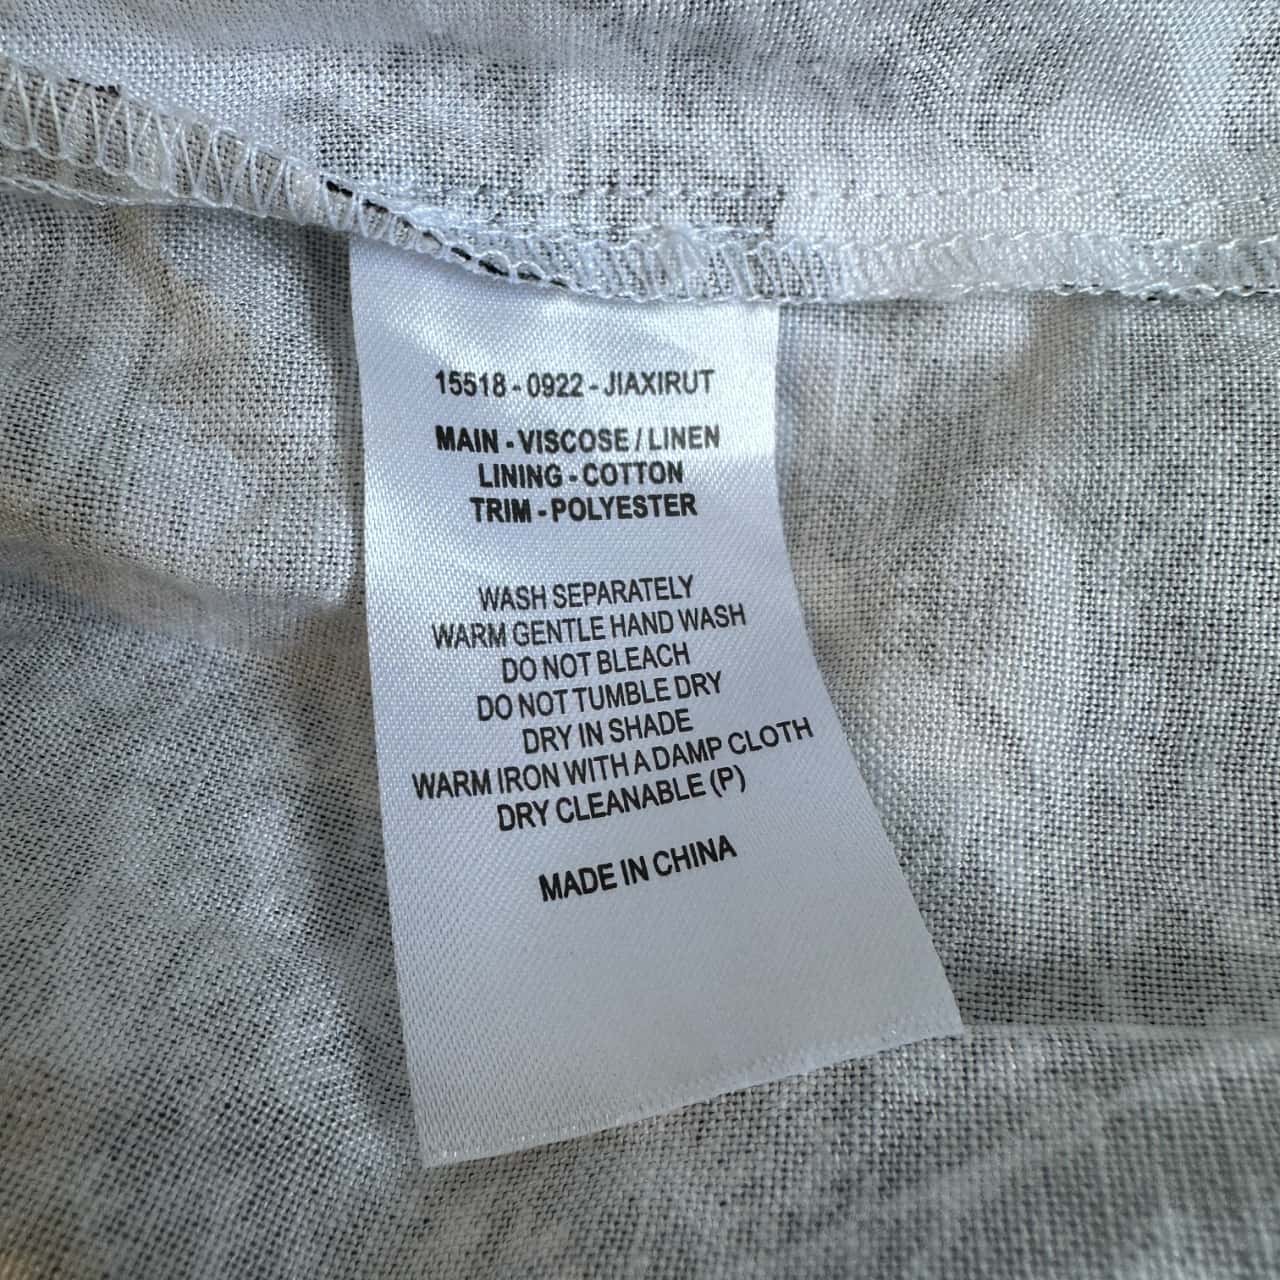 15518 - 0922 - JIAXIRUT
MAIN - VISCOSE / LINEN
LINING - COTTON
TRIM - POLYESTER
WASH SEPARATELY
WARM GENTLE HAND WASH
DO NOT BLEACH
DO NOT TUMBLE DRY
DRY IN SHADE
WARM IRON WITH A DAMP CLOTH
DRY CLEANABLE (P)
MADE IN CHINA